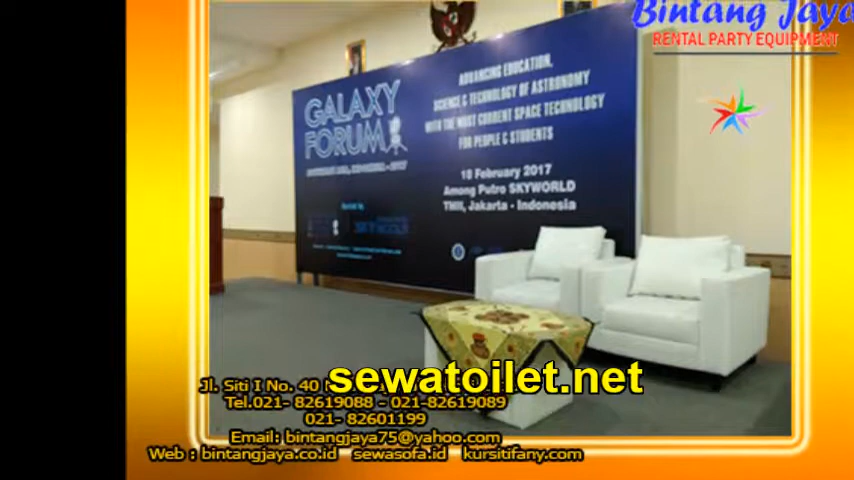 Bintang Jaya
RENTAL PARTY EQUIPMENT
GALAXY
FORUM
ADVANCING EDUCATION,
SCIENCE & TECHNOLOGY OF ASTRONOMY
WITH THE MOST CURRENT SPACE TECHNOLOGY
FOR PEOPLE & STUDENTS
18 February 2017
Among Putro SKYWORLD
TMII, Jakarta - Indonesia
Jl. Siti I No. 40
sewatoilet.net
Tel.021- 82619088 - 021-82619089
021- 82601199
Email: bintangjaya75@yahoo.com
Web : bintangjaya.co.id sewasofa.id kursitifany.com